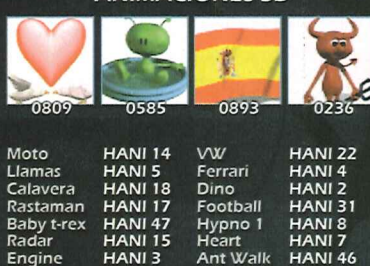 ANIMACIONES 3D
0809 0585 0893 0236
Moto HANI 14 VW HANI 22
Llamas HANI 5 Ferrari HANI 4
Calavera HANI 18 Dino HANI 2
Rastaman HANI 17 Football HANI 31
Baby t-rex HANI 47 Hypno 1 HANI 8
Radar HANI 15 Heart HANI 7
Engine HANI 3 Ant Walk HANI 46